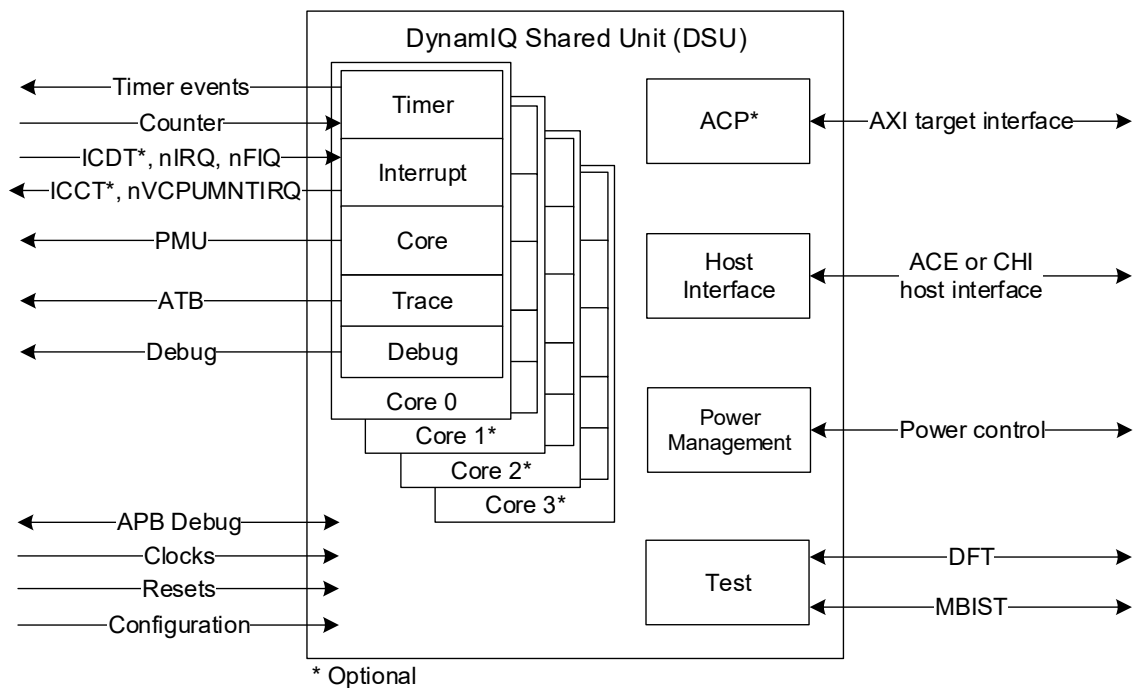 DynamIQ Shared Unit (DSU)
Timer events
Counter
ICDT*, nIRQ, nFIQ
ICCT*, nVCPUMNTIRQ
PMU
ATB
Debug
Timer
Interrupt
Core
Trace
Debug
Core 0
Core 1*
Core 2*
Core 3*
APB Debug
Clocks
Resets
Configuration
ACP*
AXI target interface
Host
Interface
ACE or CHI
host interface
Power
Management
Power control
Test
DFT
MBIST
* Optional